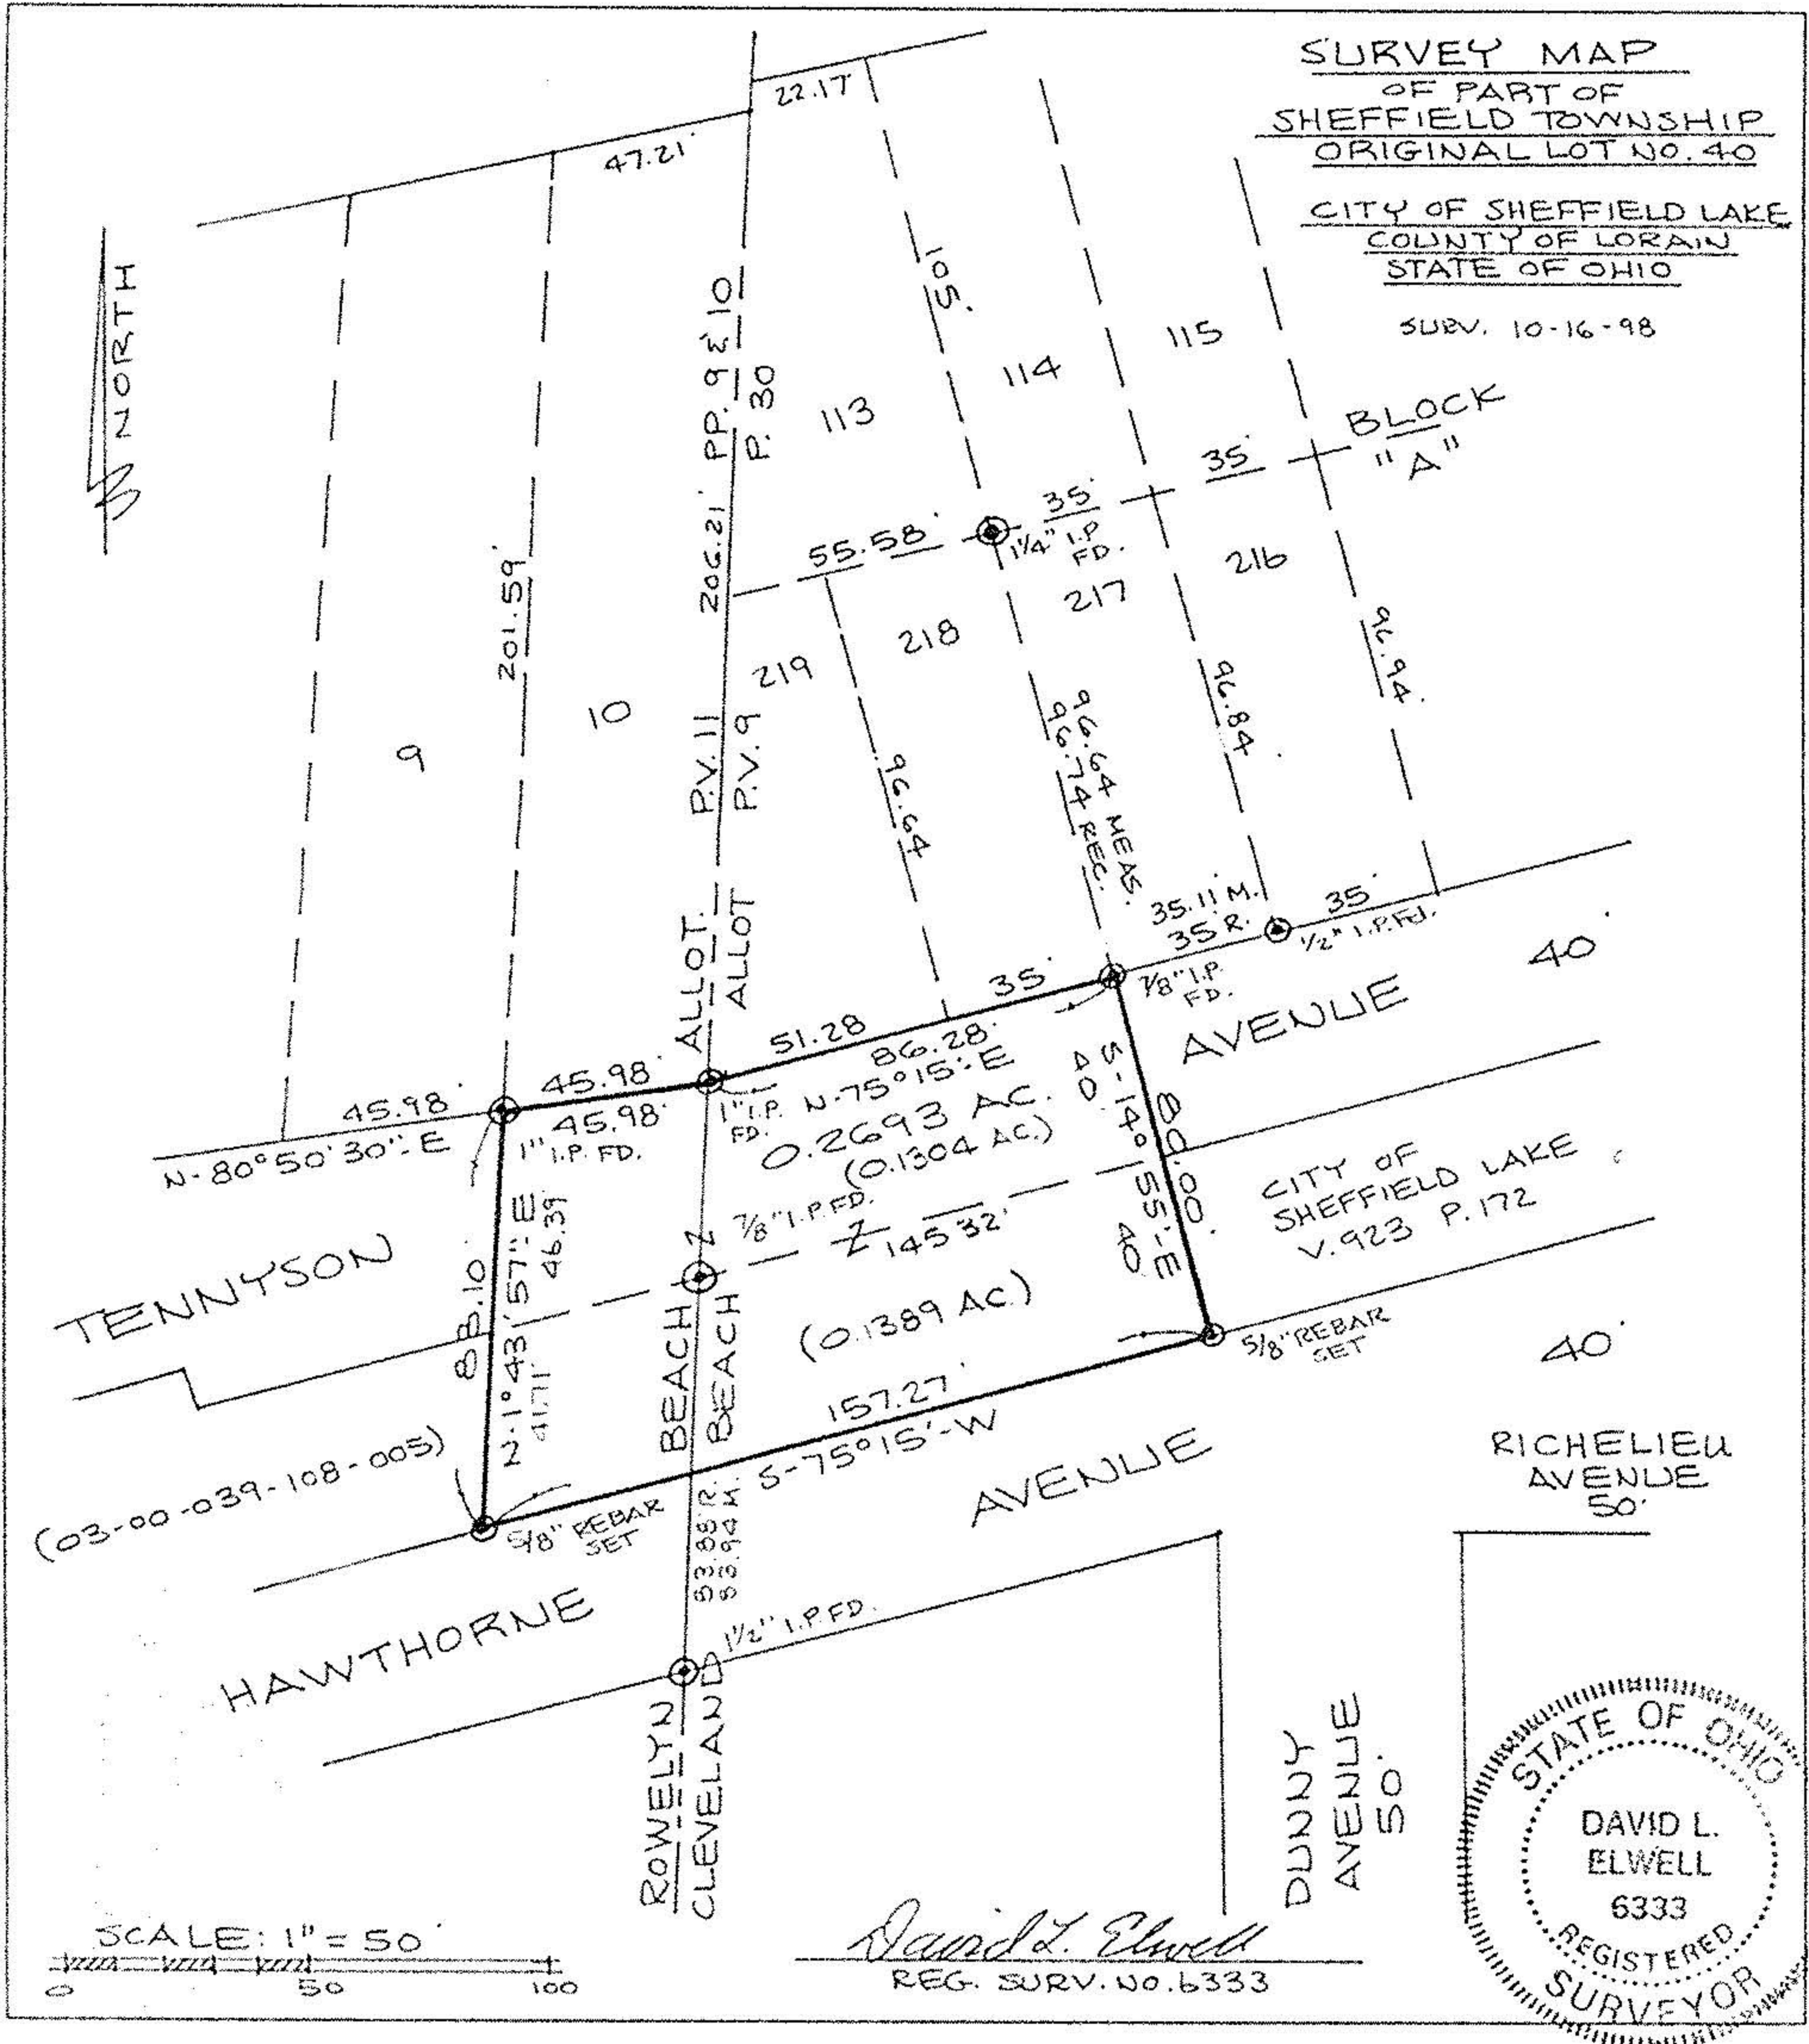 SURVEY MAP
OF PART OF
SHEFFIELD TOWNSHIP
ORIGINAL LOT NO. 40
CITY OF SHEFFIELD LAKE
COUNTY OF LORAIN
STATE OF OHIO
SURV. 10-16-98
NORTH
22.17'
47.21'
105.
P.V. 11 206.21' PP. 9 & 10
P.V. 9 P. 30
113
114
115
BLOCK
"A"
35'
35'
1 1/4" I.P.
FD.
55.58'
201.59'
9
10
219
218
217
216
96.64
96.64 MEAS.
96.74 REC.
96.84
96.94
ALLOT.
ALLOT
35.11 M.
35 R.
35'
1/2" I.P. Fd.
7/8" I.P.
FD.
40'
AVENUE
45.98'
N-80°50'30"-E
45.98'
45.98'
1" I.P. FD.
51.28
35'
86.28'
1" I.P.
FD.
N-75°15'-E
0.2693 AC.
(0.1304 AC.)
40
S-14°55'-E
80.00'
40
7/8" I.P. FD.
145.32'
(0.1389 AC.)
CITY OF
SHEFFIELD LAKE
V. 923 P. 172
TENNYSON
88.10
N-1°43'57"-E
46.39
41.71'
BEACH
BEACH
157.27'
S-75°15'-W
5/8" REBAR
SET
40'
(03-00-039-108-005)
5/8" REBAR
SET
53.88 R.
53.94 M.
AVENUE
RICHELIEU
AVENUE
50'
HAWTHORNE
1 1/2" I.P. FD.
ROWELYN
CLEVELAND
DUNNY
AVENUE
50'
STATE OF OHIO
DAVID L.
ELWELL
6333
REGISTERED
SURVEYOR
SCALE: 1" = 50'
0 50 100
David L. Elwell
REG. SURV. NO. 6333